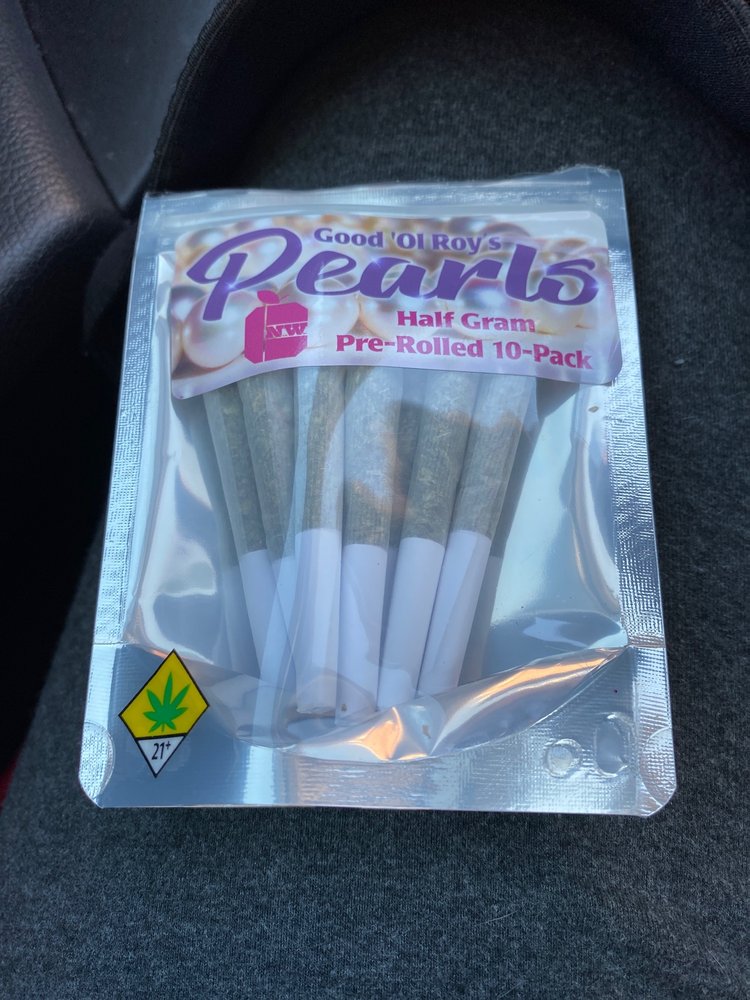 Good 'Ol Roy's
Pearls
NW
Half Gram
Pre-Rolled 10-Pack
21+